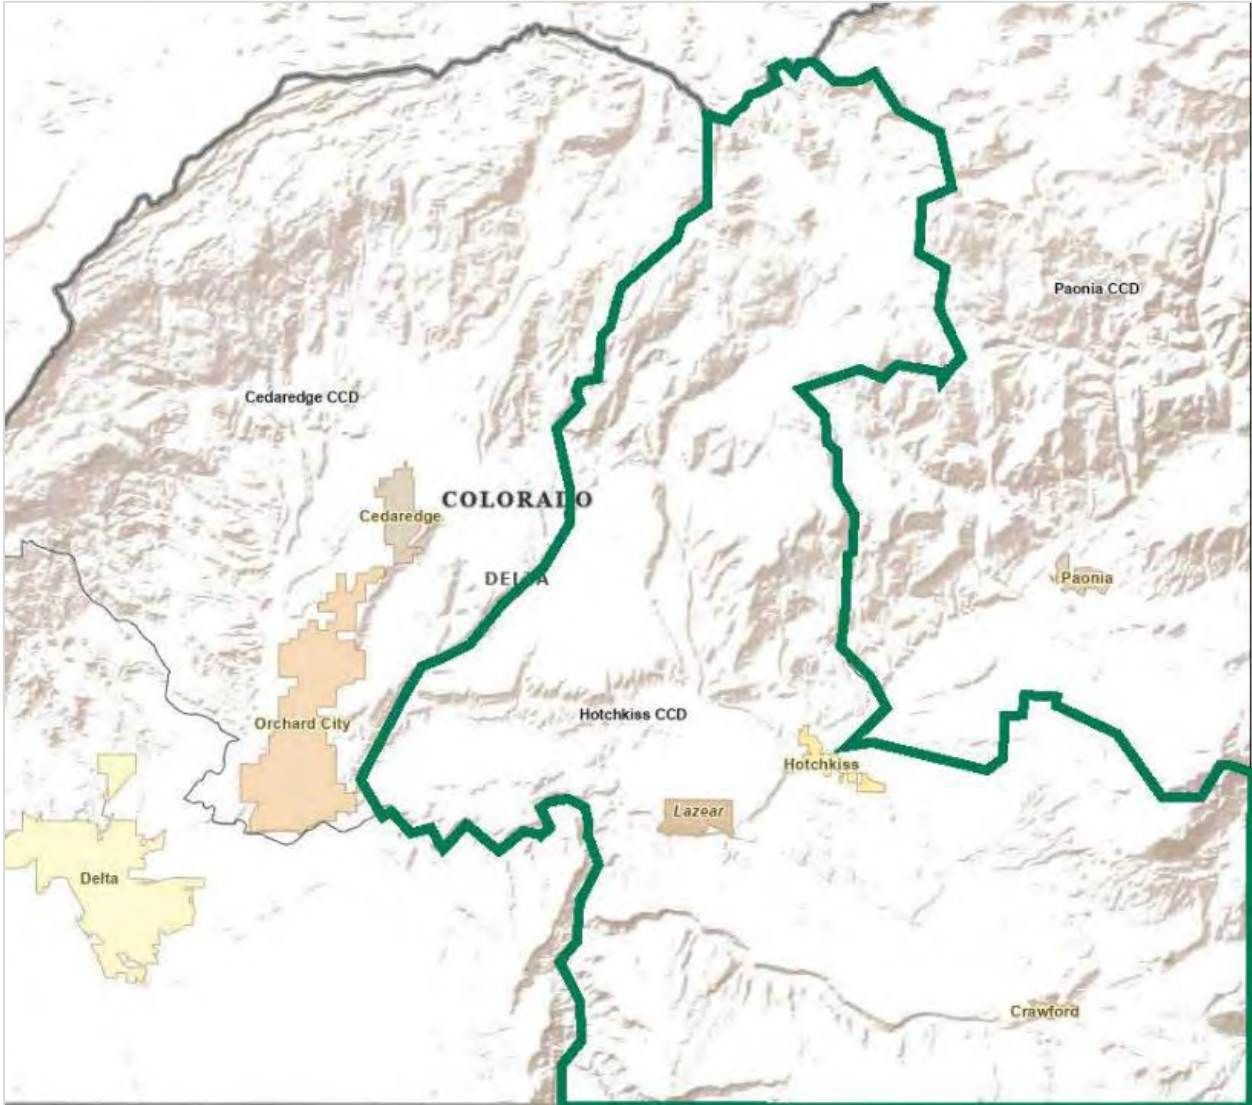 Paonia CCD
Cedaredge CCD
COLORADO
Cedaredge
DELTA
Paonia
Hotchkiss CCD
Orchard City
Hotchkiss
Lazear
Delta
Crawford